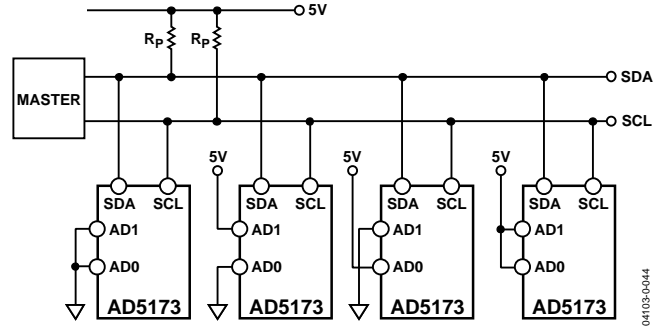 5V
RP RP
SDA
MASTER
SCL
5V 5V 5V
SDA SCL SDA SCL SDA SCL SDA SCL
AD1 AD1 AD1 AD1
AD0 AD0 AD0 AD0
AD5173 AD5173 AD5173 AD5173
04103-0-044